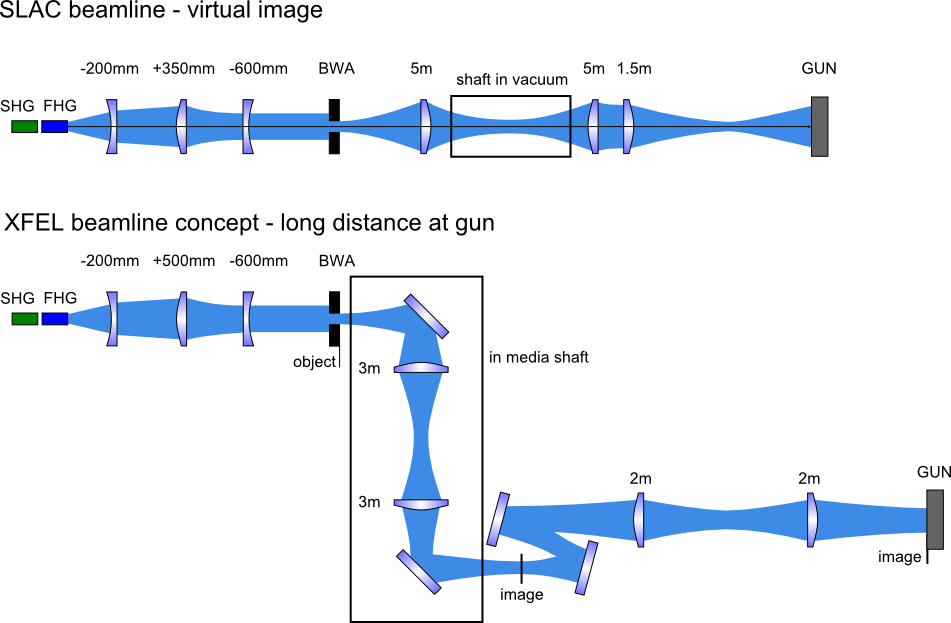 SLAC beamline - virtual image
-200mm +350mm -600mm BWA 5m shaft in vacuum 5m 1.5m GUN
SHG FHG
XFEL beamline concept - long distance at gun
-200mm +500mm -600mm BWA
SHG FHG
object
in media shaft
3m
3m
2m 2m GUN
image
image